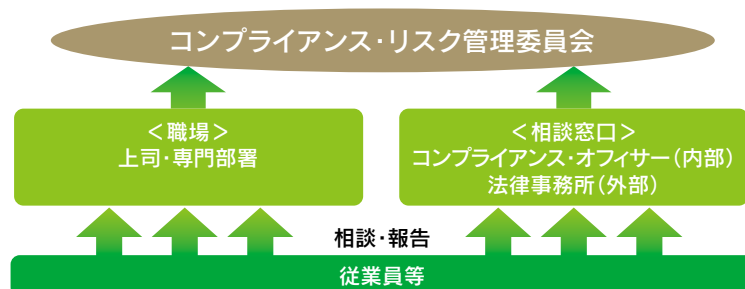 コンプライアンス・リスク管理委員会
＜職場＞
上司・専門部署
＜相談窓口＞
コンプライアンス・オフィサー（内部）
法律事務所（外部）
相談・報告
従業員等